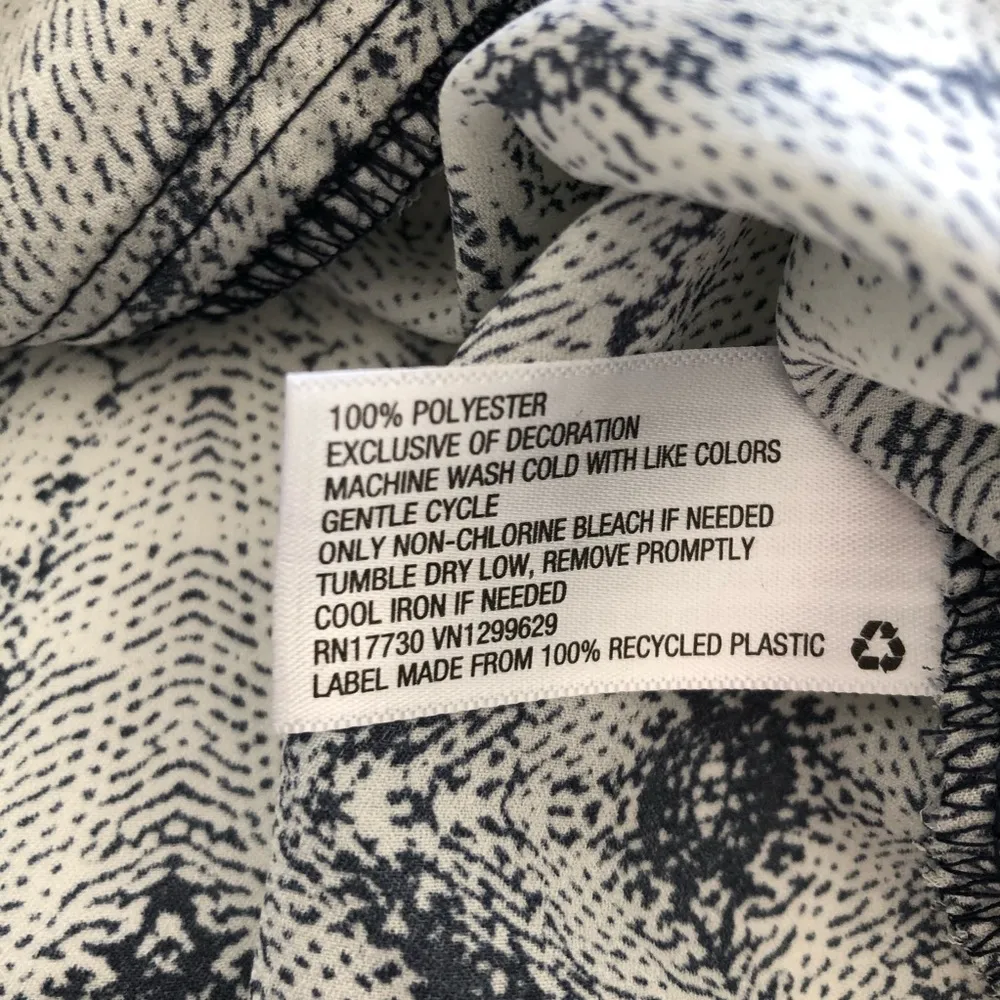 100% POLYESTER
EXCLUSIVE OF DECORATION
MACHINE WASH COLD WITH LIKE COLORS
GENTLE CYCLE
ONLY NON-CHLORINE BLEACH IF NEEDED
TUMBLE DRY LOW, REMOVE PROMPTLY
COOL IRON IF NEEDED
RN17730 VN1299629
LABEL MADE FROM 100% RECYCLED PLASTIC